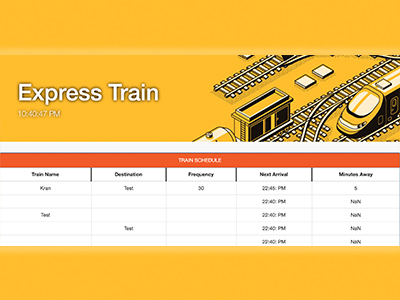 Express Train
10:40:47 PM
TRAIN SCHEDULE
Train Name Destination Frequency Next Arrival Minutes Away
Kran Test 30 22:45: PM 5
22:40: PM NaN
Test 22:40: PM NaN
Test 22:40: PM NaN
22:40: PM NaN